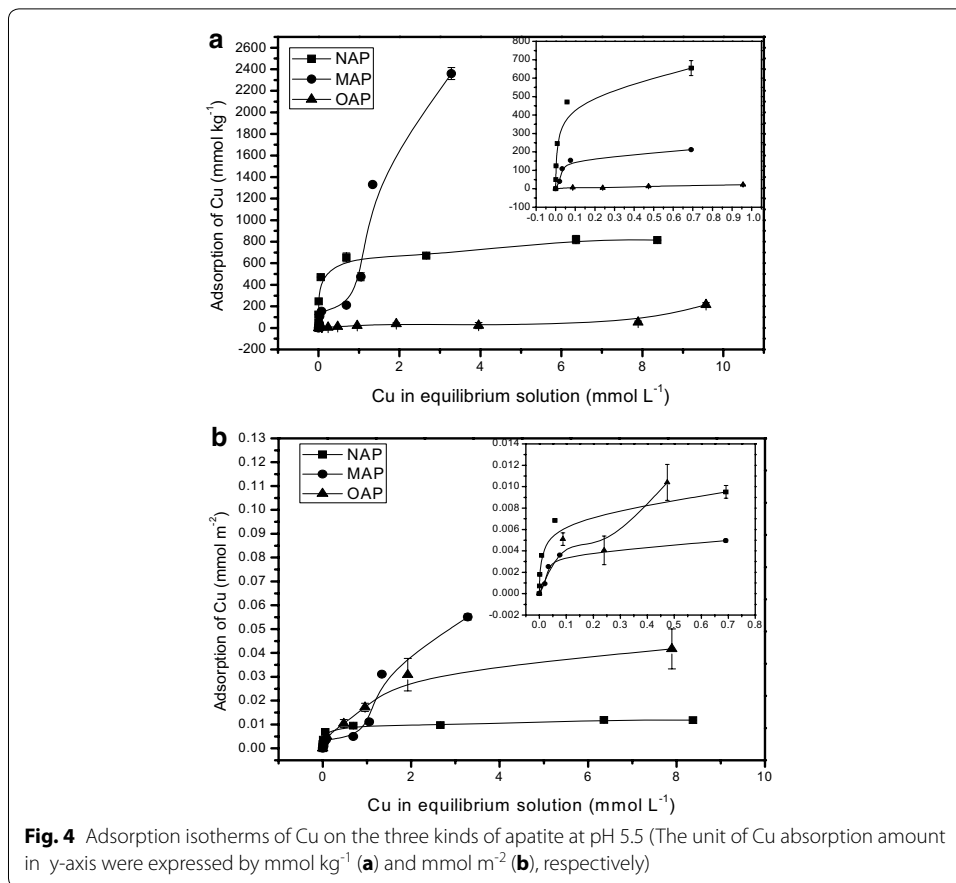 a
NAP
MAP
OAP
2600
2400
2200
2000
1800
1600
1400
1200
1000
800
600
400
200
0
-200
Adsorption of Cu (mmol kg⁻¹)
0 2 4 6 8 10
Cu in equilibrium solution (mmol L⁻¹)
800
700
600
500
400
300
200
100
0
-100
-0.1 0.0 0.1 0.2 0.3 0.4 0.5 0.6 0.7 0.8 0.9 1.0
b
NAP
MAP
OAP
0.13
0.12
0.11
0.10
0.09
0.08
0.07
0.06
0.05
0.04
0.03
0.02
0.01
0.00
Adsorption of Cu (mmol m⁻²)
0 2 4 6 8 10
Cu in equilibrium solution (mmol L⁻¹)
0.014
0.012
0.010
0.008
0.006
0.004
0.002
0.000
-0.002
0.0 0.1 0.2 0.3 0.4 0.5 0.6 0.7 0.8
Fig. 4 Adsorption isotherms of Cu on the three kinds of apatite at pH 5.5 (The unit of Cu absorption amount
in y-axis were expressed by mmol kg⁻¹ (a) and mmol m⁻² (b), respectively)